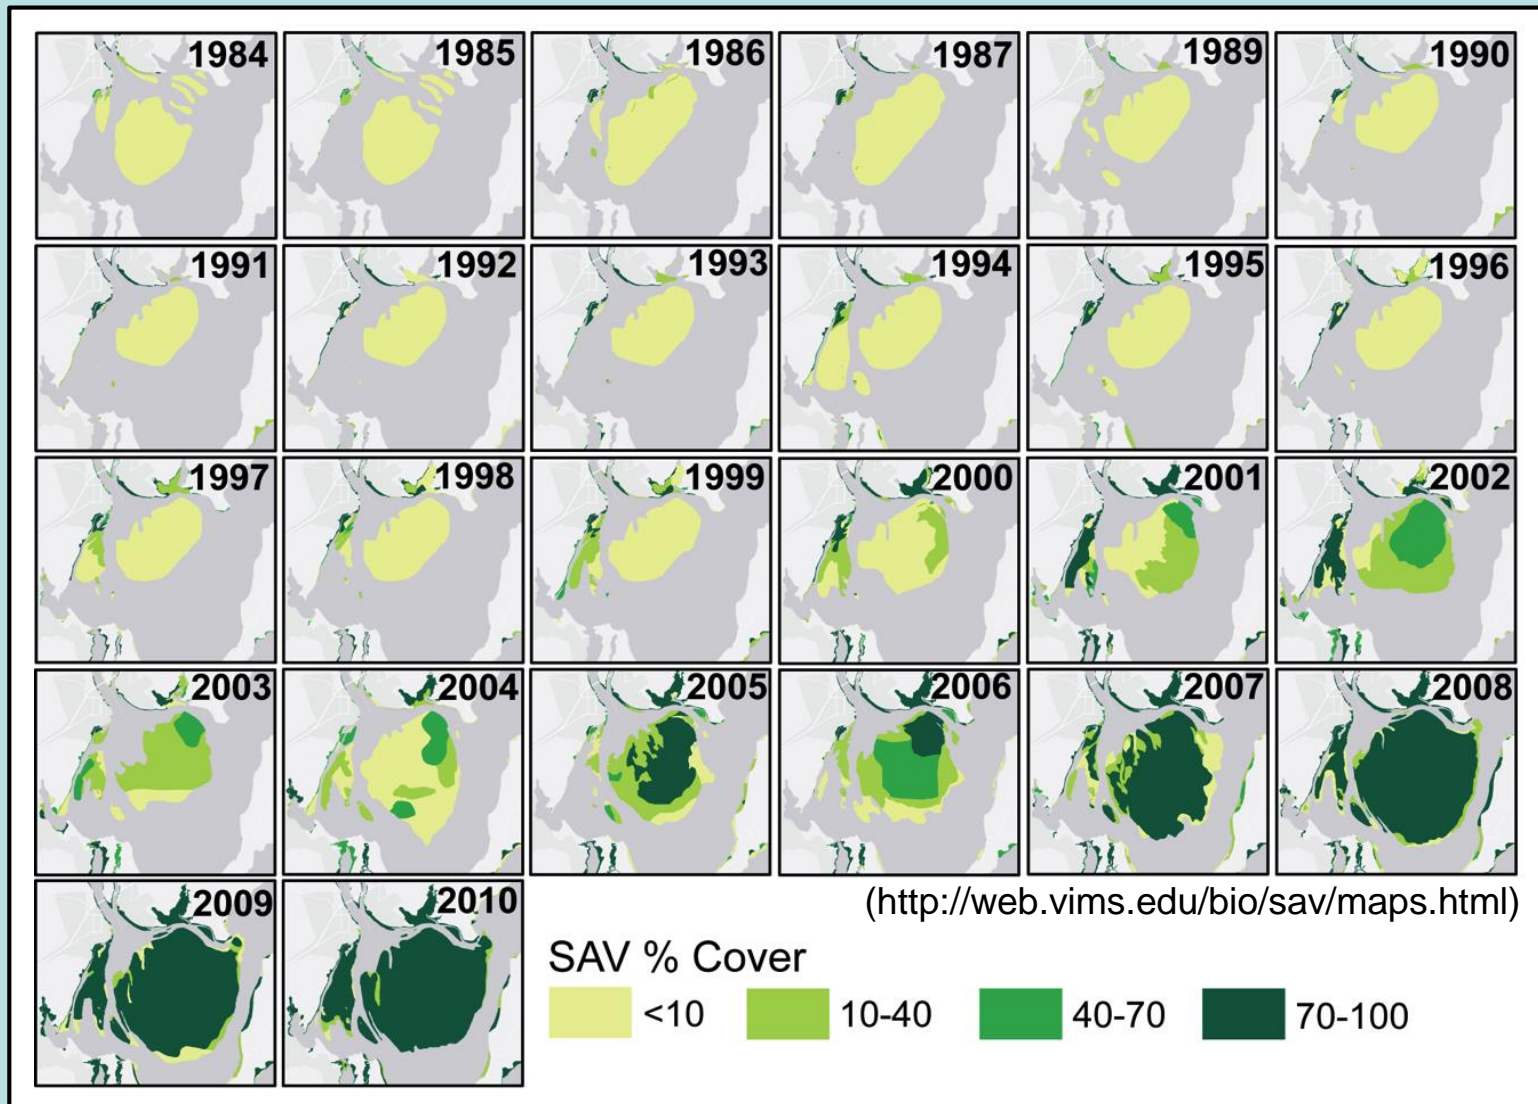 1984 1985 1986 1987 1989 1990
1991 1992 1993 1994 1995 1996
1997 1998 1999 2000 2001 2002
2003 2004 2005 2006 2007 2008
2009 2010
(http://web.vims.edu/bio/sav/maps.html)
SAV % Cover
<10 10-40 40-70 70-100